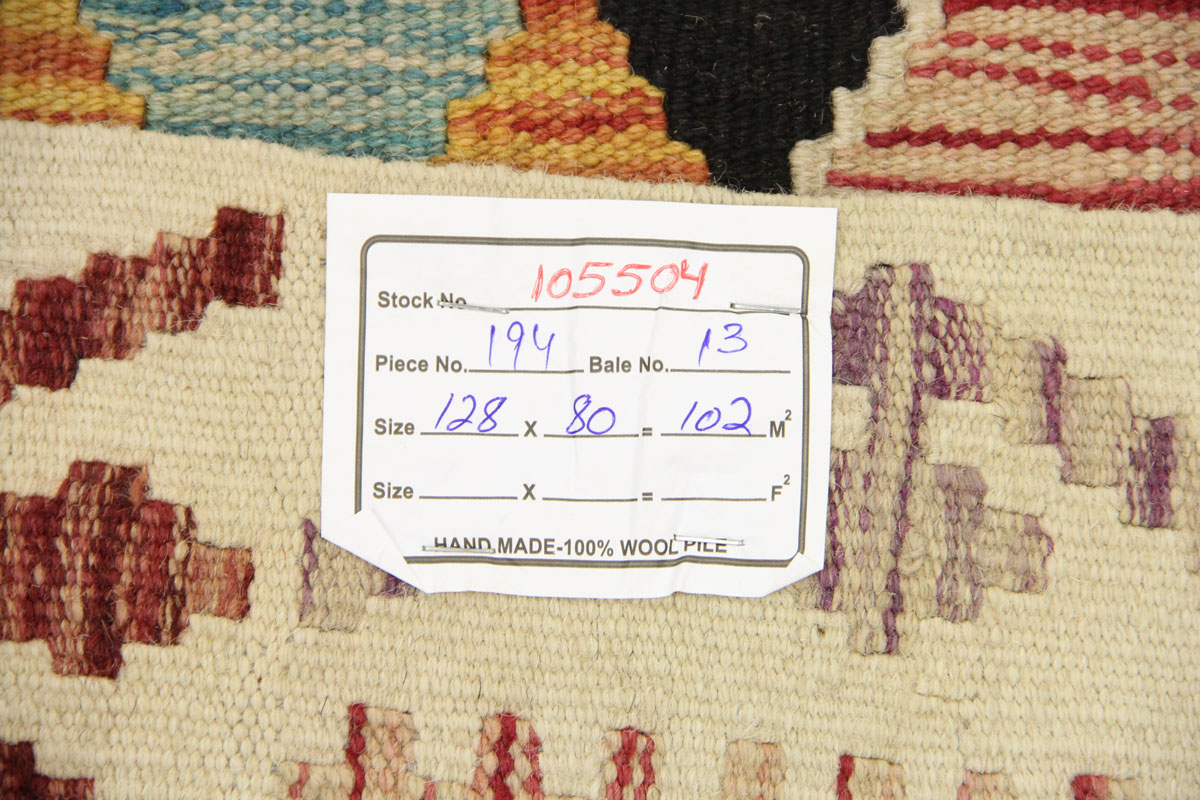 Stock No. 105504
Piece No. 194 Bale No. 13
Size 128 X 80 = 102 M²
Size X = F²
HAND MADE-100% WOOL PILE